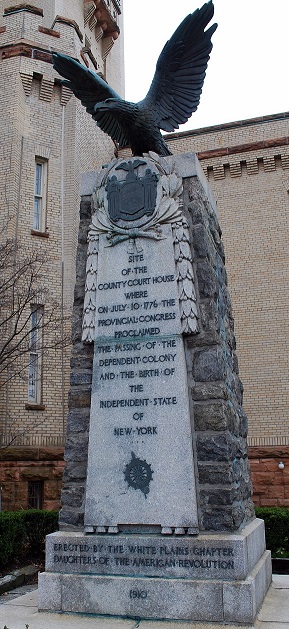 SITE
OF THE
COUNTY COURT HOUSE
WHERE
ON JULY·10·1776·THE
PROVINCIAL·CONGRESS
PROCLAIMED
THE PASSING·OF·THE
DEPENDENT·COLONY
AND·THE·BIRTH·OF
THE
INDEPENDENT·STATE
OF
NEW·YORK
ERECTED BY THE WHITE PLAINS CHAPTER
DAUGHTERS OF THE AMERICAN REVOLUTION
1910